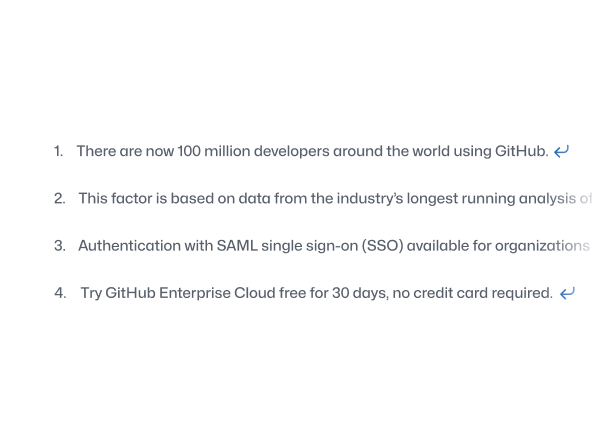 1. There are now 100 million developers around the world using GitHub. ↩
2. This factor is based on data from the industry’s longest running analysis of
3. Authentication with SAML single sign-on (SSO) available for organizations
4. Try GitHub Enterprise Cloud free for 30 days, no credit card required. ↩